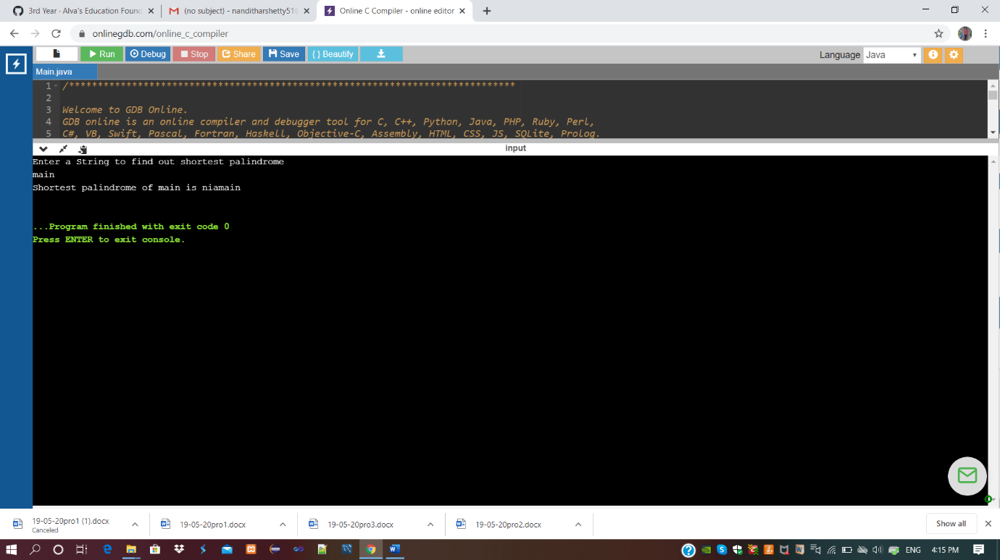 3rd Year · Alva's Education Found
(no subject) - nanditharshetty516
Online C Compiler - online editor
onlinegdb.com/online_c_compiler
Run
Debug
Stop
Share
Save
{ } Beautify
Language
Java
Main.java
1 /******************************************************************************
2
3 Welcome to GDB Online.
4 GDB online is an online compiler and debugger tool for C, C++, Python, Java, PHP, Ruby, Perl,
5 C#, VB, Swift, Pascal, Fortran, Haskell, Objective-C, Assembly, HTML, CSS, JS, SQLite, Prolog.
input
Enter a String to find out shortest palindrome
main
Shortest palindrome of main is niamain
...Program finished with exit code 0
Press ENTER to exit console.
19-05-20pro1 (1).docx
Canceled
19-05-20pro1.docx
19-05-20pro3.docx
19-05-20pro2.docx
Show all
ENG
4:15 PM